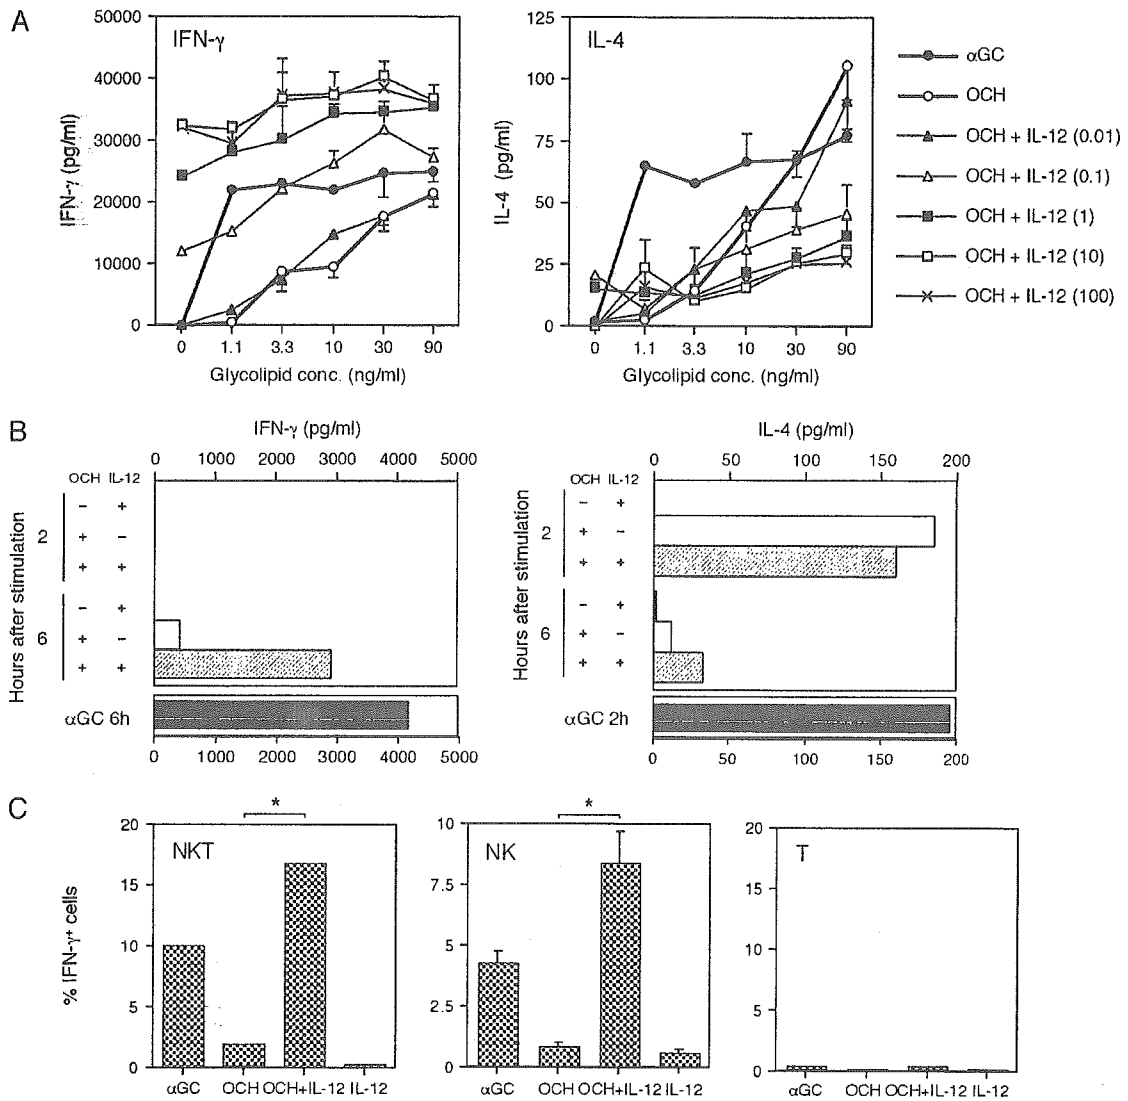 A
IFN-γ
IFN-γ (pg/ml)
50000
40000
30000
20000
10000
0
0 1.1 3.3 10 30 90
Glycolipid conc. (ng/ml)
IL-4
IL-4 (pg/ml)
125
100
75
50
25
0
0 1.1 3.3 10 30 90
Glycolipid conc. (ng/ml)
αGC
OCH
OCH + IL-12 (0.01)
OCH + IL-12 (0.1)
OCH + IL-12 (1)
OCH + IL-12 (10)
OCH + IL-12 (100)
B
IFN-γ (pg/ml)
0 1000 2000 3000 4000 5000
OCH IL-12
Hours after stimulation
2
− +
+ −
+ +
6
− +
+ −
+ +
αGC 6h
0 1000 2000 3000 4000 5000
IL-4 (pg/ml)
0 50 100 150 200
OCH IL-12
Hours after stimulation
2
− +
+ −
+ +
6
− +
+ −
+ +
αGC 2h
0 50 100 150 200
C
% IFN-γ+ cells
*
NKT
20
15
10
5
0
αGC OCH OCH+IL-12 IL-12
*
NK
10
7.5
5
2.5
0
αGC OCH OCH+IL-12 IL-12
T
20
15
10
5
0
αGC OCH OCH+IL-12 IL-12